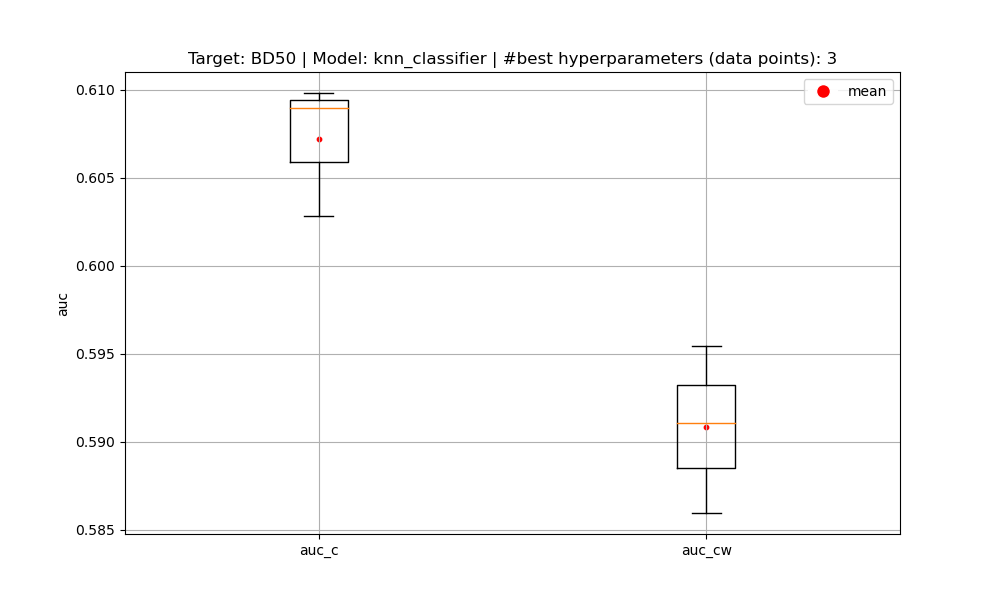 Target: BD50 | Model: knn_classifier | #best hyperparameters (data points): 3
mean
0.610
0.605
0.600
0.595
0.590
0.585
auc
auc_c
auc_cw